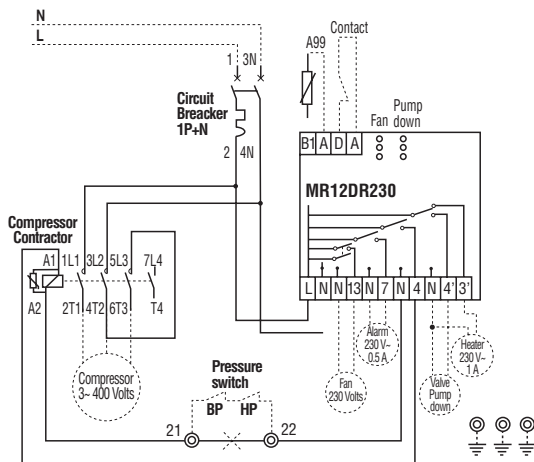 N
L
1 3N
Circuit
Breacker
1P+N
2 4N
A99
Contact
Fan
Pump
down
B1 A D A
MR12DR230
L N N 13 N 7 N 4 N 4' 3'
Compressor
Contractor
A1 1L1 3L2 5L3 7L4
A2 2T1 4T2 6T3 T4
Compressor
3~ 400 Volts
Pressure
switch
BP HP
21 22
Fan
230 Volts
Alarm
230 V~
0.5 A
Valve
Pump
down
Heater
230 V~
1 A